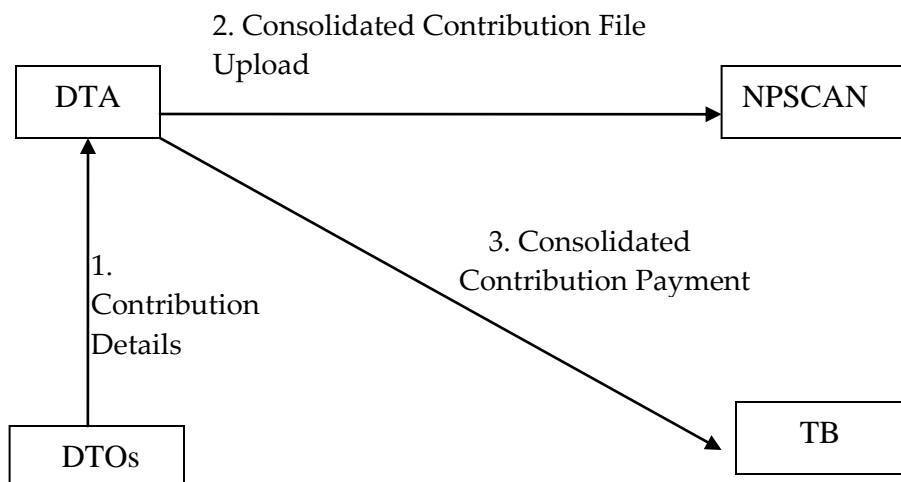 2. Consolidated Contribution File
Upload
DTA
NPSCAN
3. Consolidated
Contribution Payment
1.
Contribution
Details
TB
DTOs